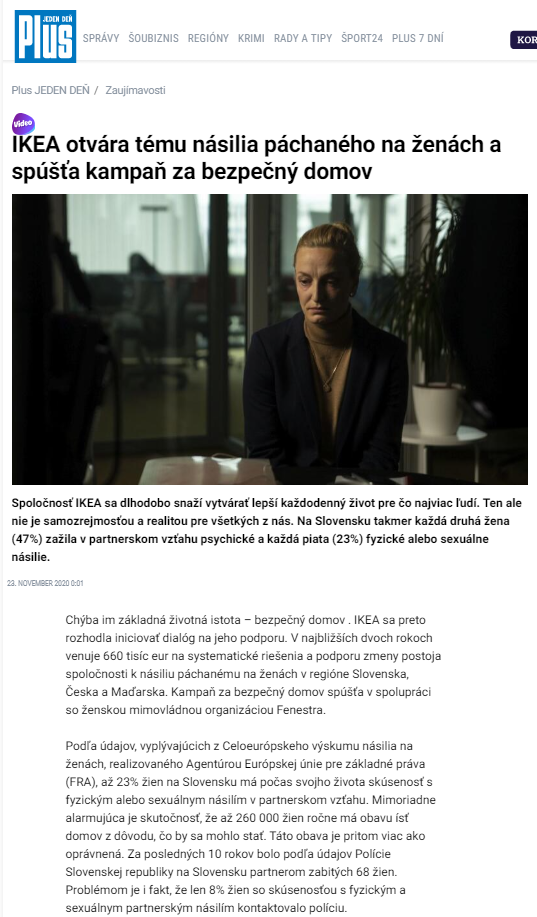 JEDEN DEŇ
Plus
SPRÁVY ŠOUBIZNIS REGIÓNY KRIMI RADY A TIPY ŠPORT24 PLUS 7 DNÍ
KOR
Plus JEDEN DEŇ / Zaujímavosti
Video
IKEA otvára tému násilia páchaného na ženách a
spúšťa kampaň za bezpečný domov
Spoločnosť IKEA sa dlhodobo snaží vytvárať lepší každodenný život pre čo najviac ľudí. Ten ale
nie je samozrejmosťou a realitou pre všetkých z nás. Na Slovensku takmer každá druhá žena
(47%) zažila v partnerskom vzťahu psychické a každá piata (23%) fyzické alebo sexuálne
násilie.
23. NOVEMBER 2020 0:01
Chýba im základná životná istota – bezpečný domov . IKEA sa preto
rozhodla iniciovať dialóg na jeho podporu. V najbližších dvoch rokoch
venuje 660 tisíc eur na systematické riešenia a podporu zmeny postoja
spoločnosti k násiliu páchanému na ženách v regióne Slovenska,
Česka a Maďarska. Kampaň za bezpečný domov spúšťa v spolupráci
so ženskou mimovládnou organizáciou Fenestra.
Podľa údajov, vyplývajúcich z Celoeurópskeho výskumu násilia na
ženách, realizovaného Agentúrou Európskej únie pre základné práva
(FRA), až 23% žien na Slovensku má počas svojho života skúsenosť s
fyzickým alebo sexuálnym násilím v partnerskom vzťahu. Mimoriadne
alarmujúca je skutočnosť, že až 260 000 žien ročne má obavu ísť
domov z dôvodu, čo by sa mohlo stať. Táto obava je pritom viac ako
oprávnená. Za posledných 10 rokov bolo podľa údajov Polície
Slovenskej republiky na Slovensku partnerom zabitých 68 žien.
Problémom je i fakt, že len 8% žien so skúsenosťou s fyzickým a
sexuálnym partnerským násilím kontaktovalo políciu.